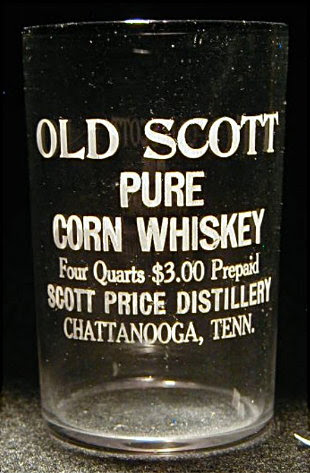 OLD SCOTT
PURE
CORN WHISKEY
Four Quarts $3.00 Prepaid
SCOTT PRICE DISTILLERY
CHATTANOOGA, TENN.